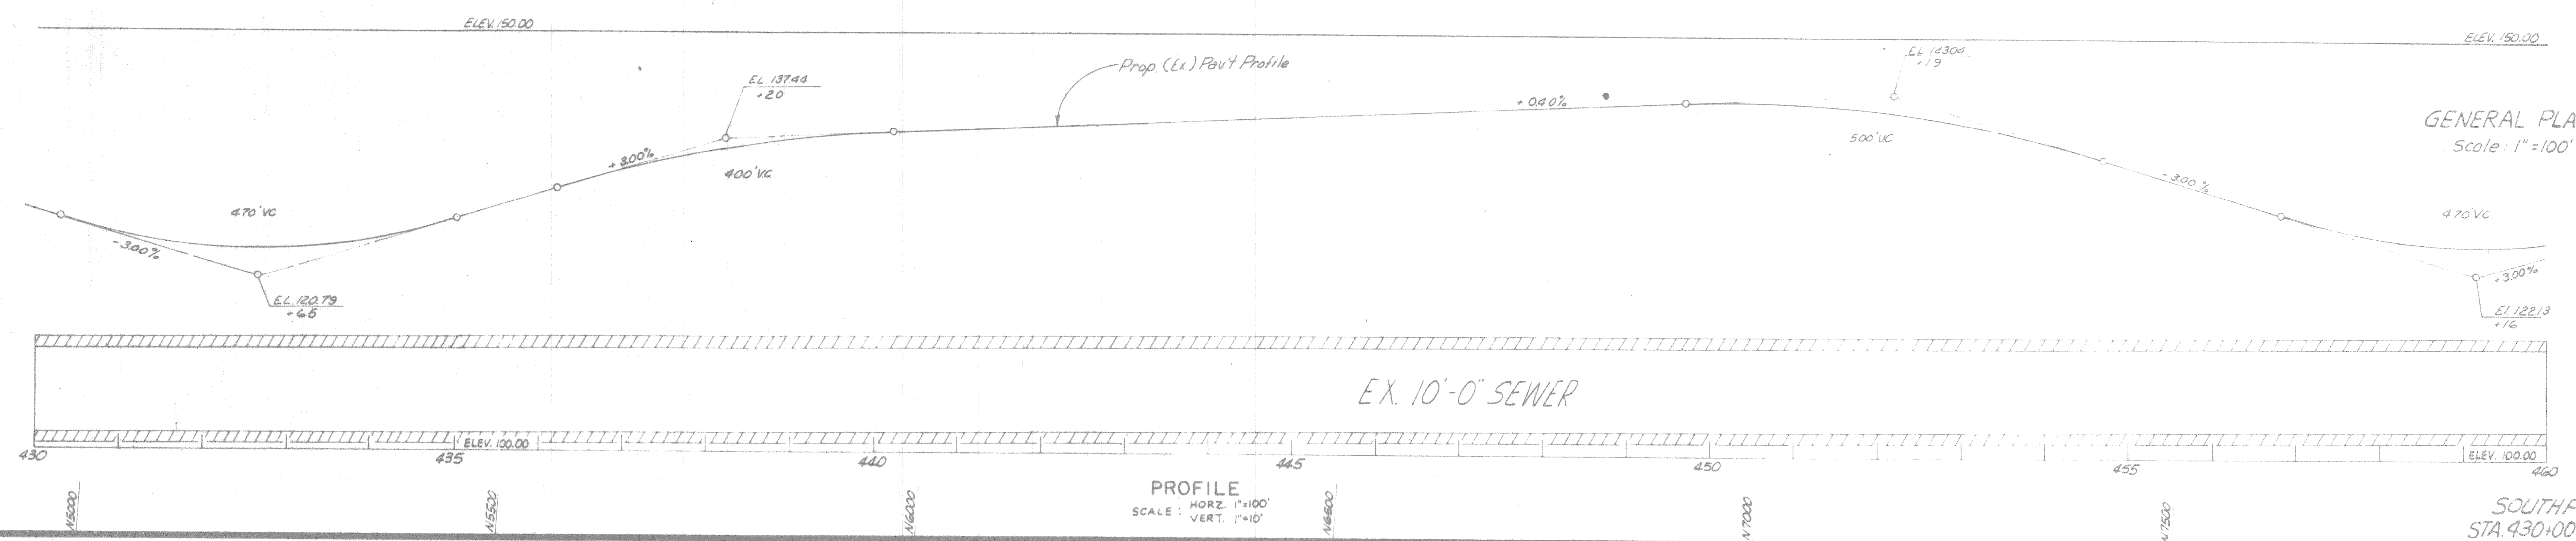 ELEV. 150.00
ELEV. 150.00
EL 143.04
+19
EL 137.44
+20
Prop. (Ex.) Pav't Profile
+0.40%
GENERAL PLA
Scale: 1"=100'
500' VC
+3.00%
400' V.C.
-3.00%
470' VC
470' VC
-3.00%
+3.00%
EL. 120.79
+65
El. 122.13
+16
EX. 10'-0" SEWER
ELEV. 100.00
ELEV. 100.00
430
435
440
445
450
455
460
PROFILE
SCALE: HORZ. 1"=100'
VERT. 1"=10'
N5000
N5500
N6000
N6500
N7000
N7500
SOUTHF
STA. 430+00